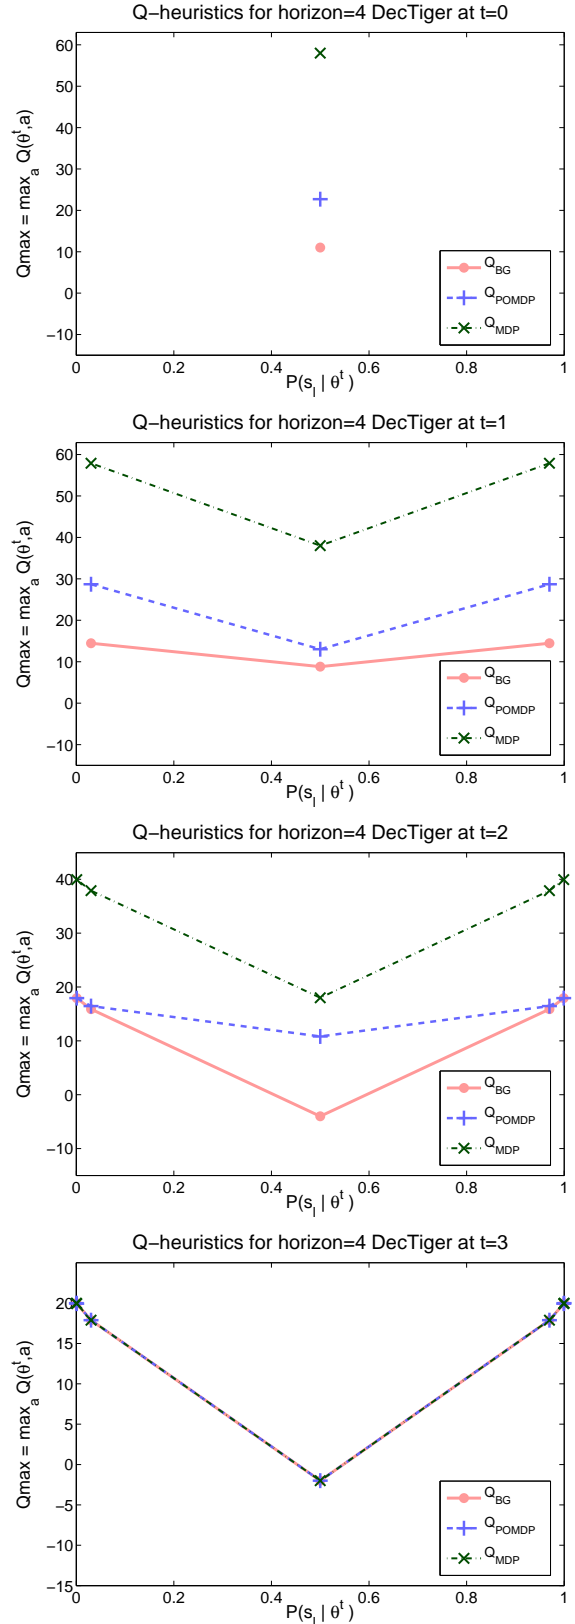 Q−heuristics for horizon=4 DecTiger at t=0
Qmax = max_a Q(θ^t,a)
60
50
40
30
20
10
0
−10
Q_BG
Q_POMDP
Q_MDP
0 0.2 0.4 0.6 0.8 1
P(s_l | θ^t )
Q−heuristics for horizon=4 DecTiger at t=1
Qmax = max_a Q(θ^t,a)
60
50
40
30
20
10
0
−10
Q_BG
Q_POMDP
Q_MDP
0 0.2 0.4 0.6 0.8 1
P(s_l | θ^t )
Q−heuristics for horizon=4 DecTiger at t=2
Qmax = max_a Q(θ^t,a)
40
30
20
10
0
−10
Q_BG
Q_POMDP
Q_MDP
0 0.2 0.4 0.6 0.8 1
P(s_l | θ^t )
Q−heuristics for horizon=4 DecTiger at t=3
Qmax = max_a Q(θ^t,a)
20
15
10
5
0
−5
−10
−15
Q_BG
Q_POMDP
Q_MDP
0 0.2 0.4 0.6 0.8 1
P(s_l | θ^t )